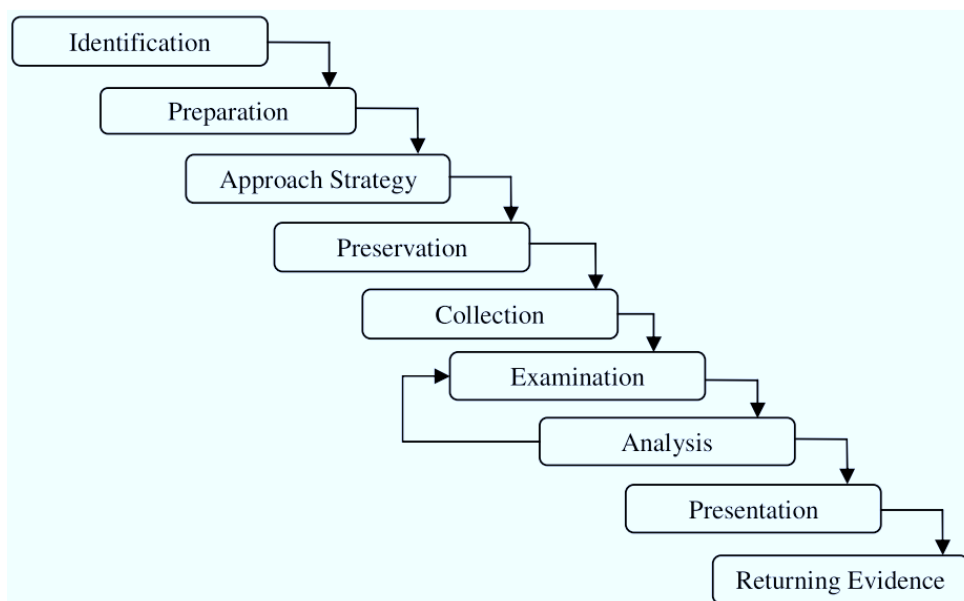 Identification
Preparation
Approach Strategy
Preservation
Collection
Examination
Analysis
Presentation
Returning Evidence